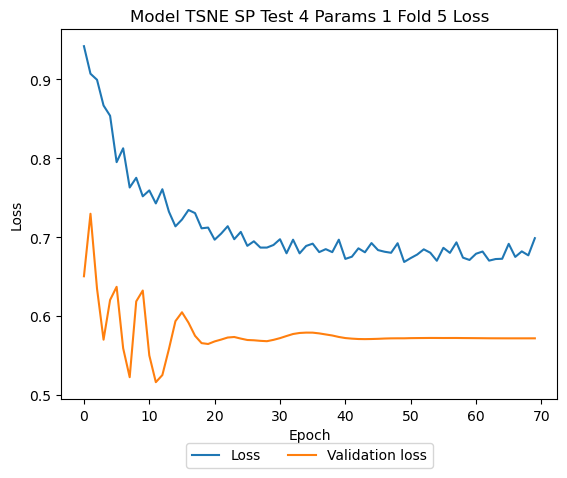 Model TSNE SP Test 4 Params 1 Fold 5 Loss
0.9
0.8
0.7
0.6
0.5
Loss
0 10 20 30 40 50 60 70
Epoch
Loss Validation loss